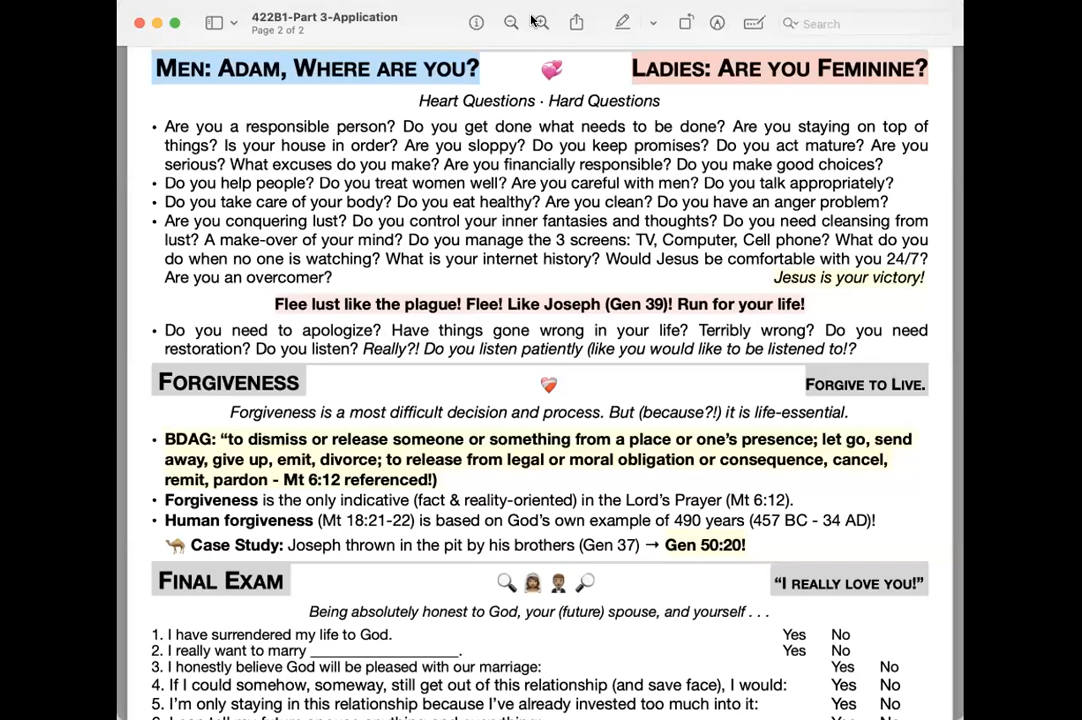 422B1-Part 3-Application
Page 2 of 2
Search
MEN: ADAM, WHERE ARE YOU?
LADIES: ARE YOU FEMININE?
Heart Questions · Hard Questions
• Are you a responsible person? Do you get done what needs to be done? Are you staying on top of
things? Is your house in order? Are you sloppy? Do you keep promises? Do you act mature? Are you
serious? What excuses do you make? Are you financially responsible? Do you make good choices?
• Do you help people? Do you treat women well? Are you careful with men? Do you talk appropriately?
• Do you take care of your body? Do you eat healthy? Are you clean? Do you have an anger problem?
• Are you conquering lust? Do you control your inner fantasies and thoughts? Do you need cleansing from
lust? A make-over of your mind? Do you manage the 3 screens: TV, Computer, Cell phone? What do you
do when no one is watching? What is your internet history? Would Jesus be comfortable with you 24/7?
Are you an overcomer? Jesus is your victory!
Flee lust like the plague! Flee! Like Joseph (Gen 39)! Run for your life!
• Do you need to apologize? Have things gone wrong in your life? Terribly wrong? Do you need
restoration? Do you listen? Really?! Do you listen patiently (like you would like to be listened to!?
FORGIVENESS
FORGIVE TO LIVE.
Forgiveness is a most difficult decision and process. But (because?!) it is life-essential.
• BDAG: “to dismiss or release someone or something from a place or one’s presence; let go, send
away, give up, emit, divorce; to release from legal or moral obligation or consequence, cancel,
remit, pardon - Mt 6:12 referenced!)
• Forgiveness is the only indicative (fact & reality-oriented) in the Lord’s Prayer (Mt 6:12).
• Human forgiveness (Mt 18:21-22) is based on God’s own example of 490 years (457 BC - 34 AD)!
Case Study: Joseph thrown in the pit by his brothers (Gen 37) → Gen 50:20!
FINAL EXAM
“I REALLY LOVE YOU!”
Being absolutely honest to God, your (future) spouse, and yourself . . .
1. I have surrendered my life to God. Yes No
2. I really want to marry ___________________. Yes No
3. I honestly believe God will be pleased with our marriage: Yes No
4. If I could somehow, someway, still get out of this relationship (and save face), I would: Yes No
5. I’m only staying in this relationship because I’ve already invested too much into it: Yes No